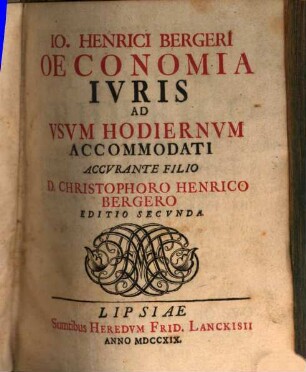 IO. HENRICI BERGERI
OECONOMIA
IVRIS
AD
VSVM HODIERNVM
ACCOMMODATI
ACCVRANTE FILIO
D. CHRISTOPHORO HENRICO
BERGERO
EDITIO SECVNDA.
LIPSIAE
Sumtibus HEREDVM FRID. LANCKISII
ANNO MDCCXIX.